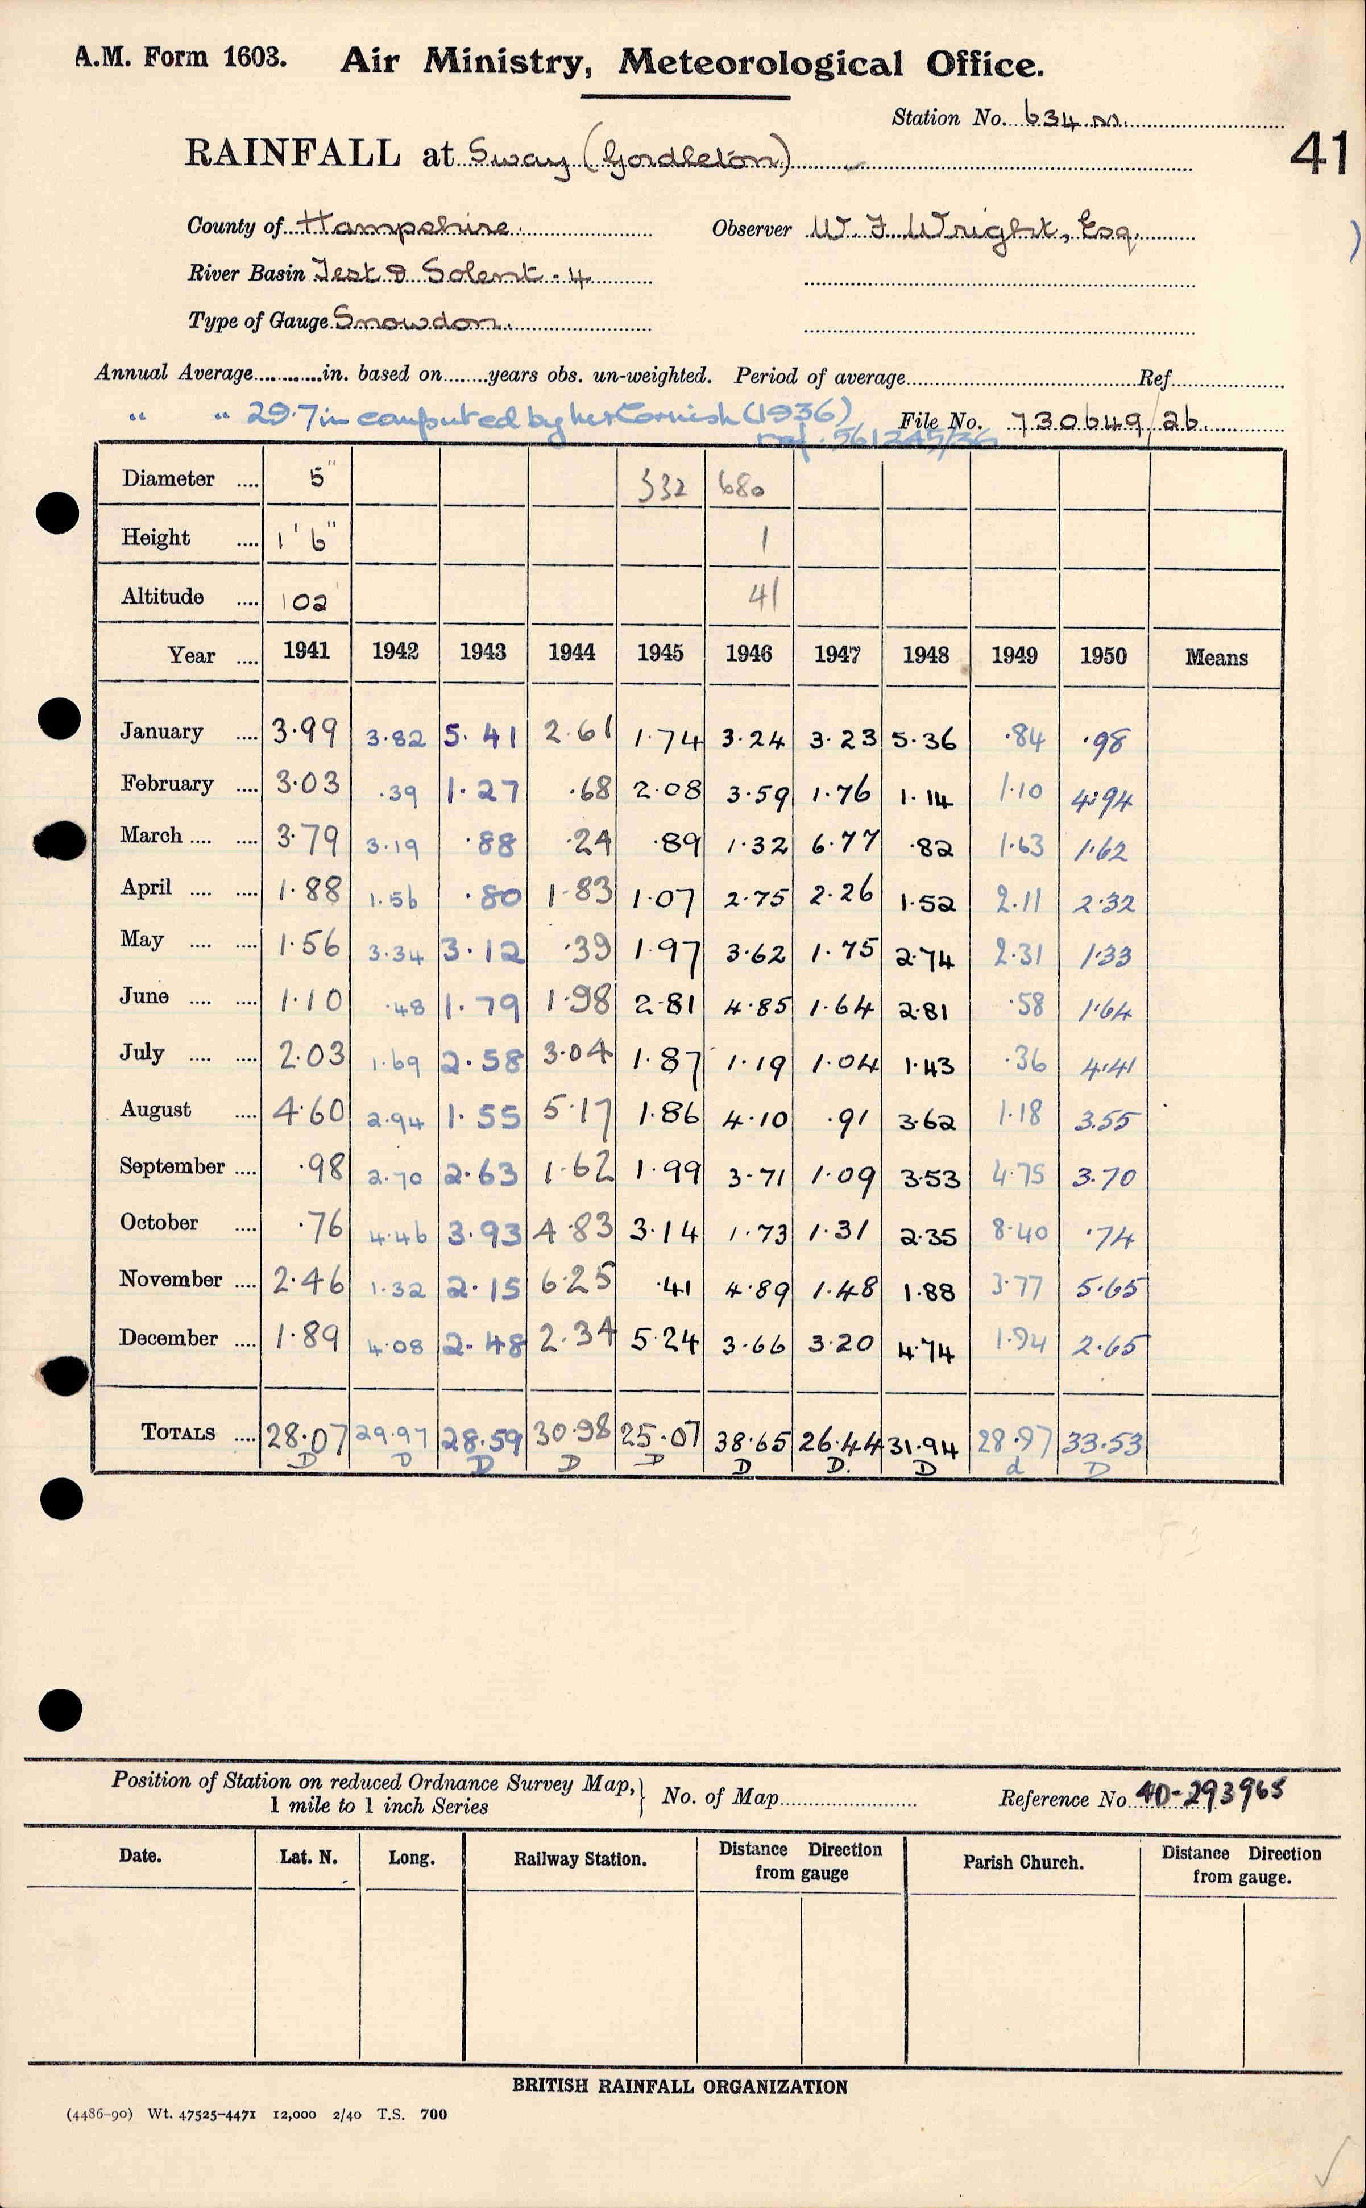 A.M. Form 1603. Air Ministry, Meteorological Office.
Station No. 634 m.
RAINFALL at Sway (Gordleton)
41
County of Hampshire Observer W. F. Wright, Esq.
River Basin Test & Solent - 4
Type of Gauge Snowdon.
Annual Average............in. based on........years obs. un-weighted. Period of average........Ref........
" " 29.7 in computed by Cornish (1936)
ref. 561245/36
File No. 730649/26
Diameter .... 5" 332 680
Height .... 1' 6" 1
Altitude .... 102 41
Year .... 1941 1942 1943 1944 1945 1946 1947 1948 1949 1950 Means
January .... 3.99 3.82 5.41 2.61 1.74 3.24 3.23 5.36 .84 .98
February .... 3.03 .39 1.27 .68 2.08 3.59 1.76 1.14 1.10 4.94
March .... .... 3.79 3.19 .88 .24 .89 1.32 6.77 .82 1.63 1.62
April .... .... 1.88 1.56 .80 1.83 1.07 2.75 2.26 1.52 2.11 2.32
May .... .... 1.56 3.34 3.12 .39 1.97 3.62 1.75 2.74 2.31 1.33
June .... .... 1.10 .48 1.79 1.98 2.81 4.85 1.64 2.81 .58 1.64
July .... .... 2.03 1.69 2.58 3.04 1.87 1.19 1.04 1.43 .36 4.41
August .... 4.60 2.94 1.55 5.17 1.86 4.10 .91 3.62 1.18 3.55
September .... .98 2.70 2.63 1.62 1.99 3.71 1.09 3.53 4.75 3.70
October .... .76 4.46 3.93 4.83 3.14 1.73 1.31 2.35 8.40 .74
November .... 2.46 1.32 2.15 6.25 .41 4.89 1.48 1.88 3.77 5.65
December .... 1.89 4.08 2.48 2.34 5.24 3.66 3.20 4.74 1.94 2.65
TOTALS .... 28.07 29.97 28.59 30.98 25.07 38.65 26.44 31.94 28.97 33.53
D D D D D D D. D d D
Position of Station on reduced Ordnance Survey Map, } No. of Map........ Reference No. 40-293965
1 mile to 1 inch Series
Date. Lat. N. Long. Railway Station. Distance from gauge Direction Parish Church. Distance Direction from gauge.
BRITISH RAINFALL ORGANIZATION
(4486-90) Wt. 47525-4471 12,000 2/40 T.S. 700